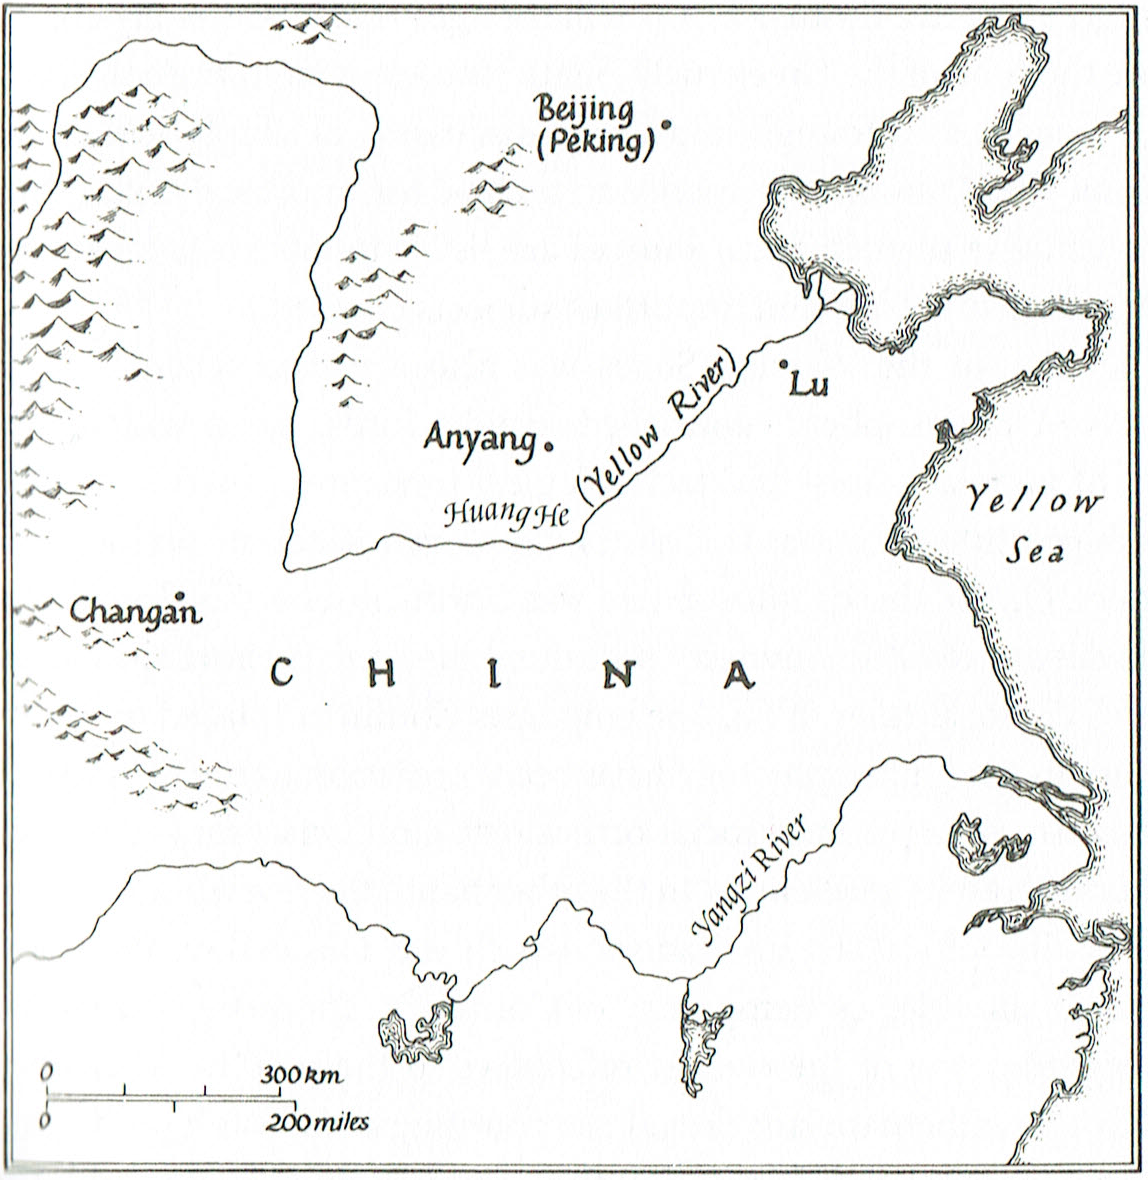 Beijing
(Peking)
Lu
Anyang
Huang He (Yellow River)
Yellow
Sea
Changan
CHINA
Yangzi River
0 300 km
0 200 miles